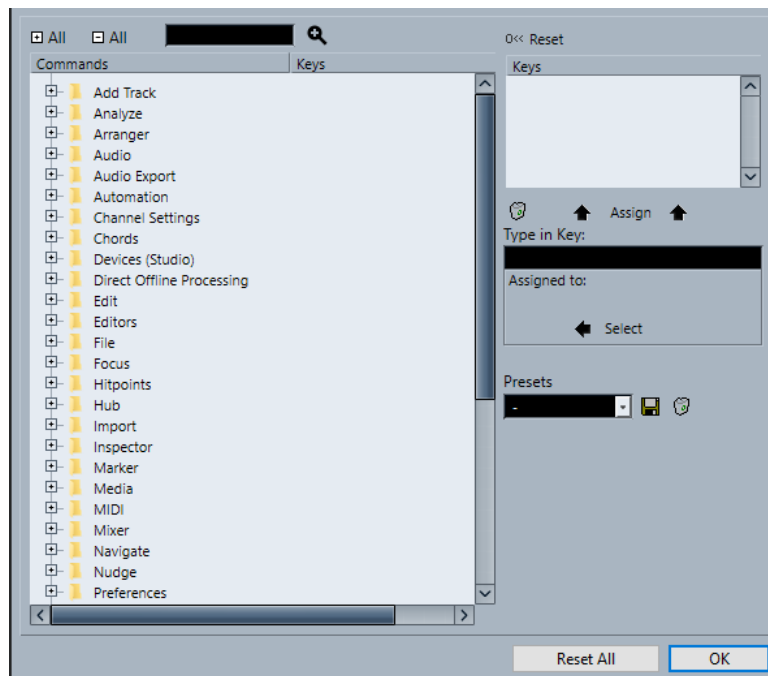 All All
0<< Reset
Commands Keys
Keys
Add Track
Analyze
Arranger
Audio
Audio Export
Automation
Channel Settings
Chords
Devices (Studio)
Direct Offline Processing
Edit
Editors
File
Focus
Hitpoints
Hub
Import
Inspector
Marker
Media
MIDI
Mixer
Navigate
Nudge
Preferences
Assign
Type in Key:
Assigned to:
Select
Presets
-
Reset All OK